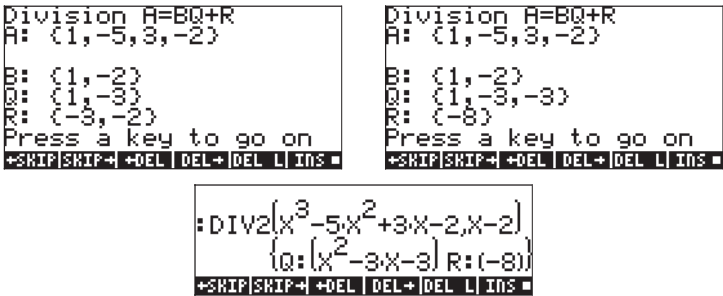 Division A=BQ+R
A: {1,-5,3,-2}
B: {1,-2}
Q: {1,-3}
R: {-3,-2}
Press a key to go on
←SKIP|SKIP→|←DEL|DEL→|DEL L|INS ■
Division A=BQ+R
A: {1,-5,3,-2}
B: {1,-2}
Q: {1,-3,-3}
R: {-8}
Press a key to go on
←SKIP|SKIP→|←DEL|DEL→|DEL L|INS ■
:DIV2(X³-5·X²+3·X-2,X-2)
{Q:(X²-3·X-3) R:(-8)}
←SKIP|SKIP→|←DEL|DEL→|DEL L|INS ■